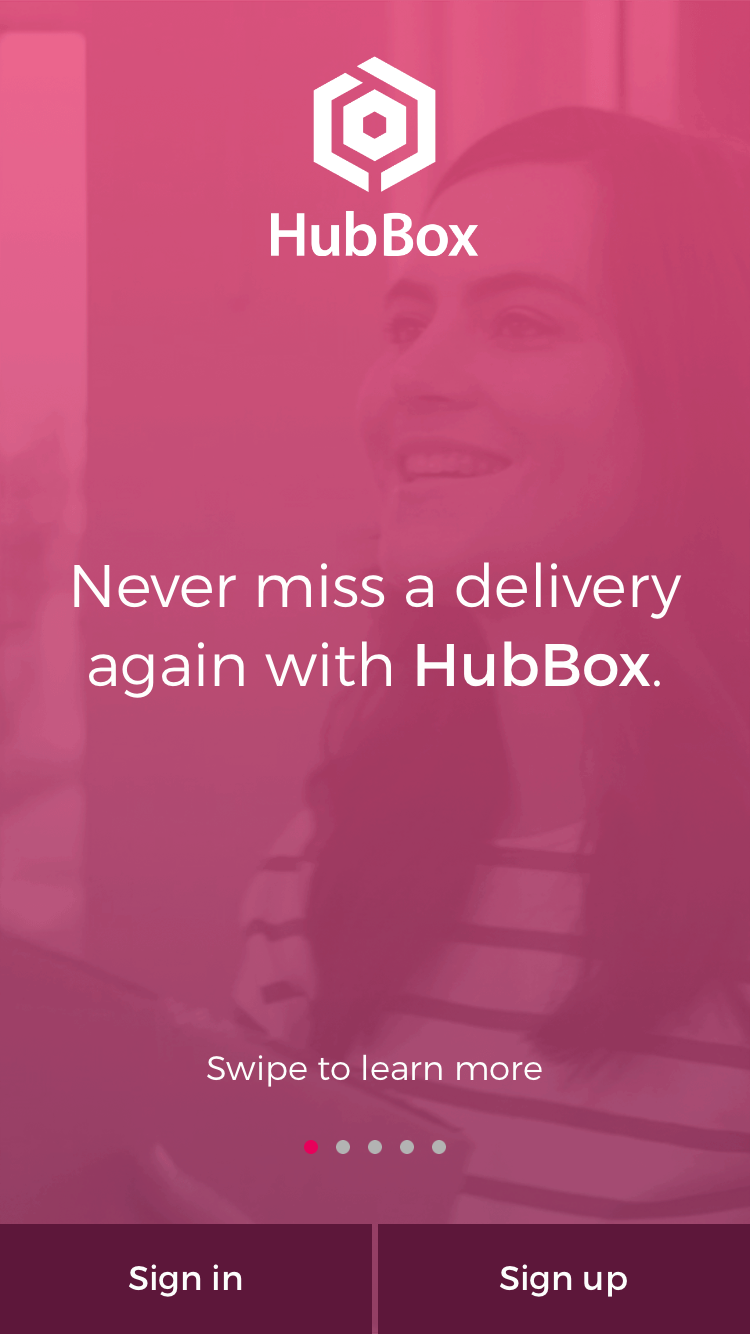 HubBox
Never miss a delivery
again with HubBox.
Swipe to learn more
Sign in
Sign up